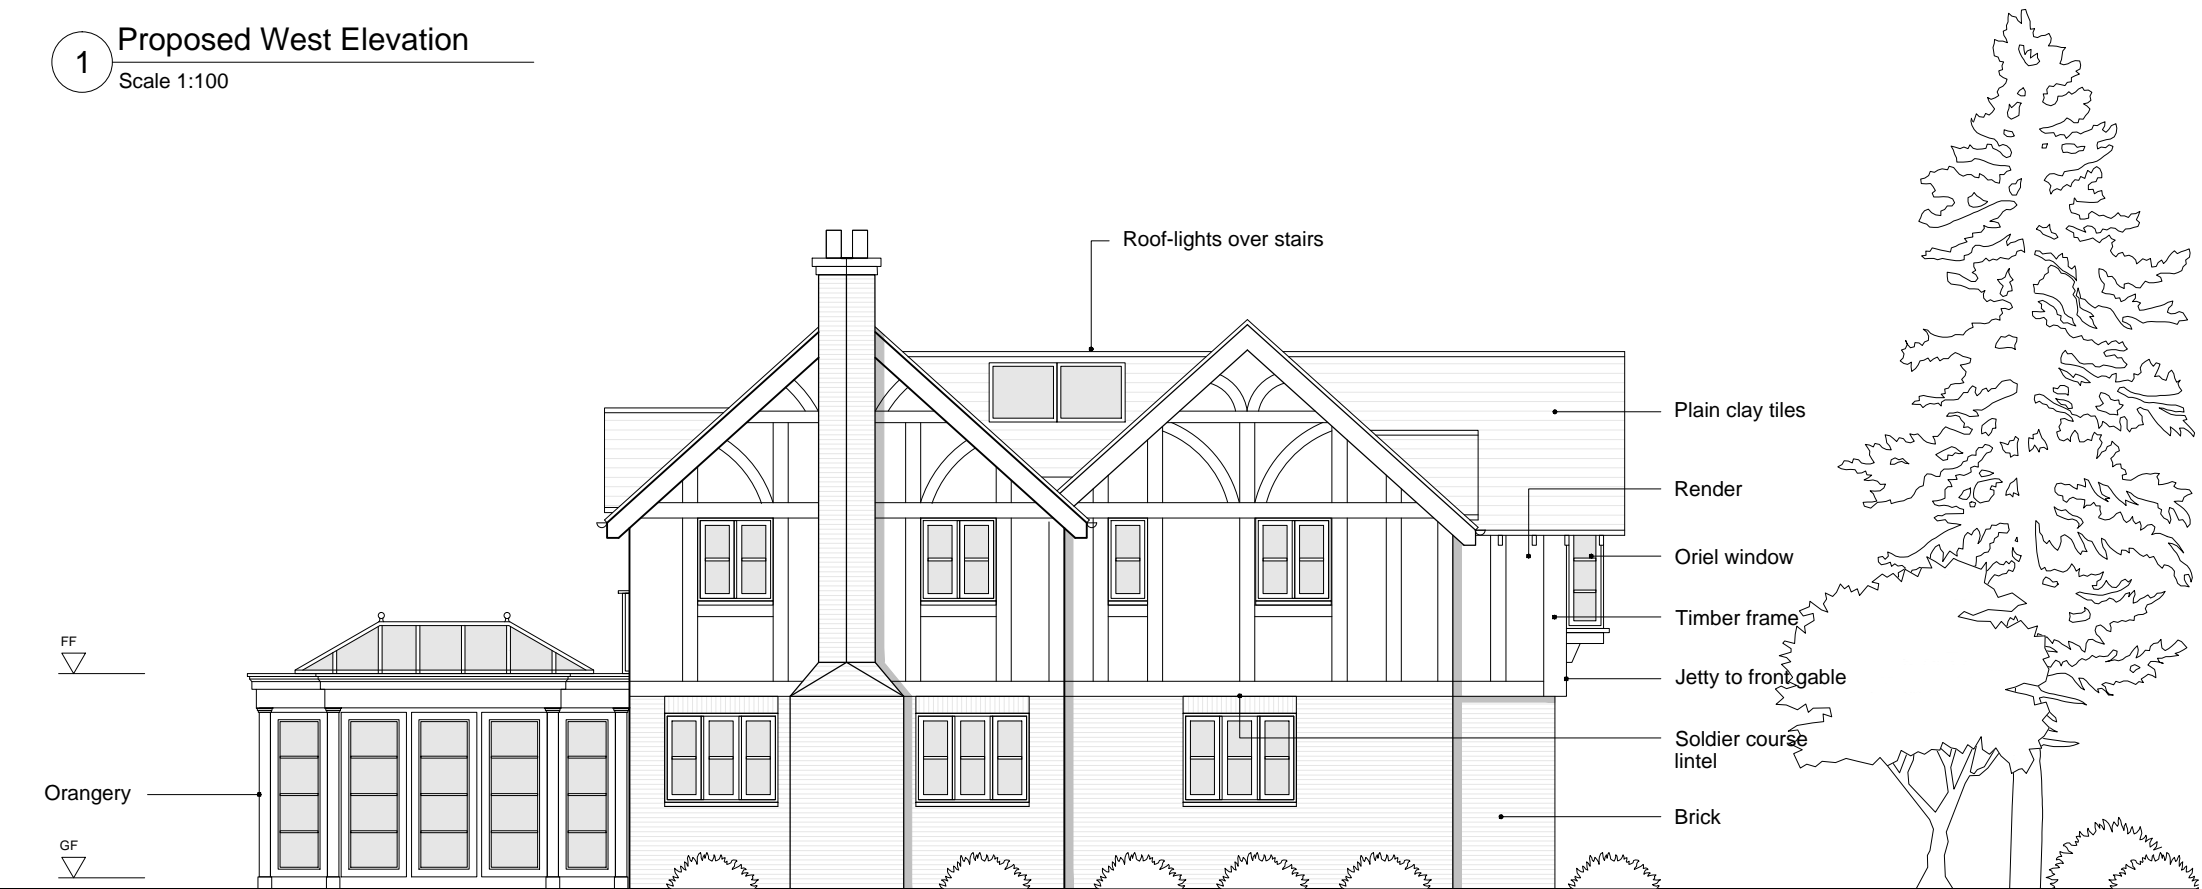 1
Proposed West Elevation
Scale 1:100
Roof-lights over stairs
Plain clay tiles
Render
Oriel window
Timber frame
Jetty to front gable
Soldier course
lintel
Brick
FF
Orangery
GF